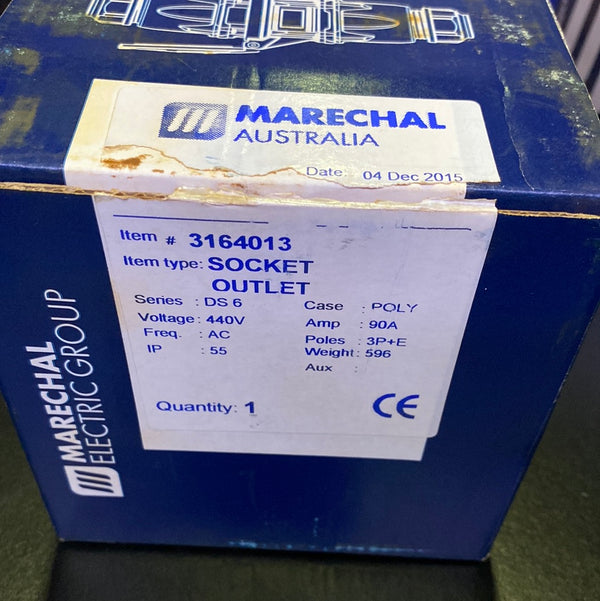 MARECHAL
AUSTRALIA
Date: 04 Dec 2015
Item # 3164013
Item type: SOCKET
OUTLET
Series : DS 6
Voltage : 440V
Freq. : AC
IP : 55
Case : POLY
Amp : 90A
Poles : 3P+E
Weight : 596
Aux :
Quantity: 1
CE
MARECHAL
ELECTRIC GROUP